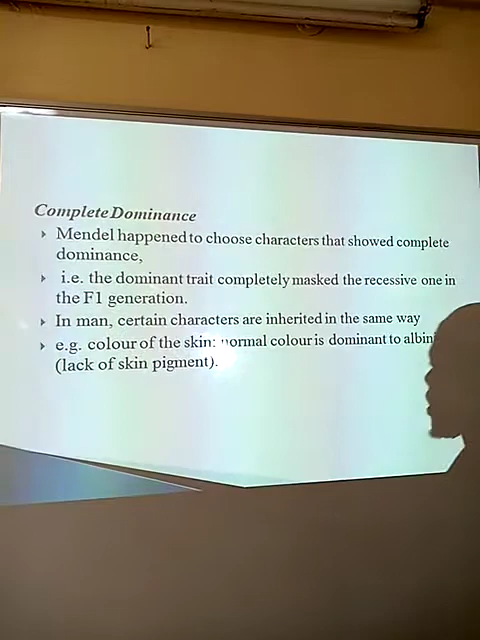 Complete Dominance
Mendel happened to choose characters that showed complete
dominance,
i.e. the dominant trait completely masked the recessive one in
the F1 generation.
In man, certain characters are inherited in the same way
e.g. colour of the skin: normal colour is dominant to albin
(lack of skin pigment).